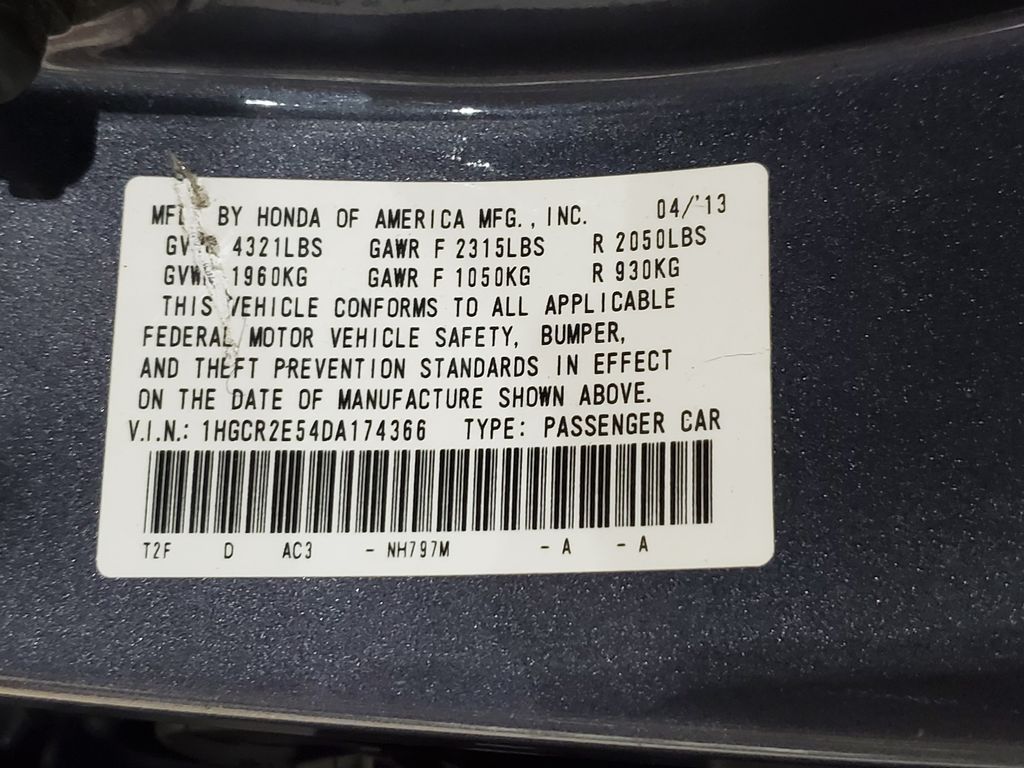 MFD BY HONDA OF AMERICA MFG., INC. 04/'13
GVWR 4321LBS GAWR F 2315LBS R 2050LBS
GVWR 1960KG GAWR F 1050KG R 930KG
THIS VEHICLE CONFORMS TO ALL APPLICABLE
FEDERAL MOTOR VEHICLE SAFETY, BUMPER,
AND THEFT PREVENTION STANDARDS IN EFFECT
ON THE DATE OF MANUFACTURE SHOWN ABOVE.
V.I.N.: 1HGCR2E54DA174366 TYPE: PASSENGER CAR
T2F D AC3 - NH797M - A - A